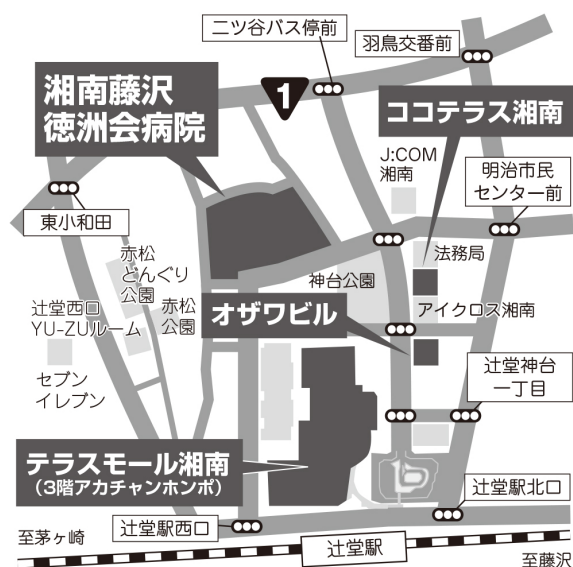 二ツ谷バス停前
羽鳥交番前
湘南藤沢
徳洲会病院
1
ココテラス湘南
J:COM
湘南
明治市民
センター前
東小和田
法務局
赤松
どんぐり
公園
神台公園
辻堂西口
YU-ZUルーム
赤松
公園
オザワビル
アイクロス湘南
セブン
イレブン
辻堂神台
一丁目
テラスモール湘南
（3階アカチャンホンポ）
辻堂駅北口
辻堂駅西口
至茅ヶ崎
辻堂駅
至藤沢